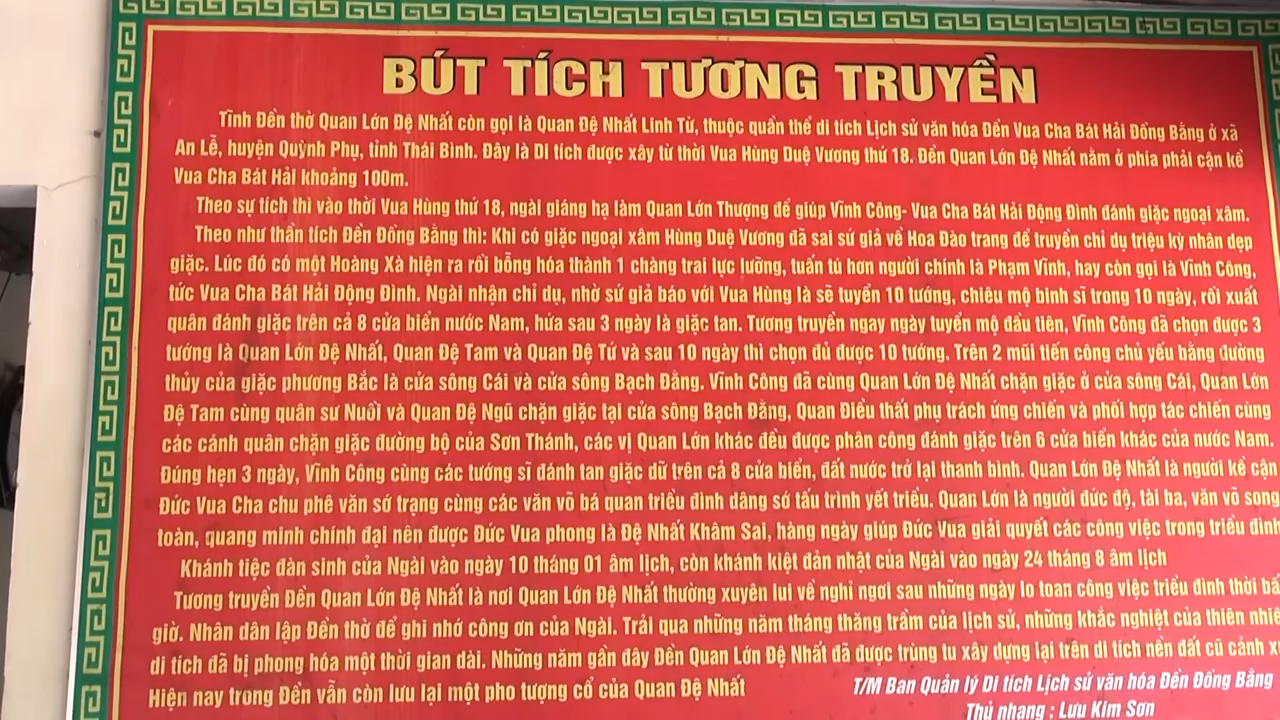 BÚT TÍCH TƯƠNG TRUYỀN
Tĩnh Đền thờ Quan Lớn Đệ Nhất còn gọi là Quan Đệ Nhất Linh Từ, thuộc quần thể di tích Lịch sử văn hóa Đền Vua Cha Bát Hải Đồng Bằng ở xã
An Lễ, huyện Quỳnh Phụ, tỉnh Thái Bình. Đây là Di tích được xây từ thời Vua Hùng Duệ Vương thứ 18. Đền Quan Lớn Đệ Nhất nằm ở phía phải cận kề
Vua Cha Bát Hải khoảng 100m.
Theo sự tích thì vào thời Vua Hùng thứ 18, ngài giáng hạ làm Quan Lớn Thượng để giúp Vĩnh Công- Vua Cha Bát Hải Động Đình đánh giặc ngoại xâm.
Theo như thần tích Đền Đồng Bằng thì: Khi có giặc ngoại xâm Hùng Duệ Vương đã sai sứ giả về Hoa Đào trang để truyền chỉ dụ triệu kỳ nhân dẹp
giặc. Lúc đó có một Hoàng Xà hiện ra rồi bỗng hóa thành 1 chàng trai lực lưỡng, tuấn tú hơn người chính là Phạm Vĩnh, hay còn gọi là Vĩnh Công,
tức Vua Cha Bát Hải Động Đình. Ngài nhận chỉ dụ, nhờ sứ giả báo với Vua Hùng là sẽ tuyển 10 tướng, chiêu mộ binh sĩ trong 10 ngày, rồi xuất
quân đánh giặc trên cả 8 cửa biển nước Nam, hứa sau 3 ngày là giặc tan. Tương truyền ngay ngày tuyển mộ đầu tiên, Vĩnh Công đã chọn được 3
tướng là Quan Lớn Đệ Nhất, Quan Đệ Tam và Quan Đệ Tứ và sau 10 ngày thì chọn đủ được 10 tướng. Trên 2 mũi tiến công chủ yếu bằng đường
thủy của giặc phương Bắc là cửa sông Cái và cửa sông Bạch Đằng. Vĩnh Công đã cùng Quan Lớn Đệ Nhất chặn giặc ở cửa sông Cái, Quan Lớn
Đệ Tam cùng quân sư Nuồi và Quan Đệ Ngũ chặn giặc tại cửa sông Bạch Đằng, Quan Điều thất phụ trách ứng chiến và phối hợp tác chiến cùng
các cánh quân chặn giặc đường bộ của Sơn Thánh, các vị Quan Lớn khác đều được phân công đánh giặc trên 6 cửa biển khác của nước Nam.
Đúng hẹn 3 ngày, Vĩnh Công cùng các tướng sĩ đánh tan giặc dữ trên cả 8 cửa biển, đất nước trở lại thanh bình. Quan Lớn Đệ Nhất là người kề cận
Đức Vua Cha chu phê văn sớ trạng cùng các văn võ bá quan triều đình dâng sớ tấu trình yết triều. Quan Lớn là người đức độ, tài ba, văn võ song
toàn, quang minh chính đại nên được Đức Vua phong là Đệ Nhất Khâm Sai, hàng ngày giúp Đức Vua giải quyết các công việc trong triều đình
Khánh tiệc đàn sinh của Ngài vào ngày 10 tháng 01 âm lịch, còn khánh kiệt đản nhật của Ngài vào ngày 24 tháng 8 âm lịch
Tương truyền Đền Quan Lớn Đệ Nhất là nơi Quan Lớn Đệ Nhất thường xuyên lui về nghỉ ngơi sau những ngày lo toan công việc triều đình thời bấ
giờ. Nhân dân lập Đền thờ để ghi nhớ công ơn của Ngài. Trải qua những năm tháng thăng trầm của lịch sử, những khắc nghiệt của thiên nhiê
di tích đã bị phong hóa một thời gian dài. Những năm gần đây Đền Quan Lớn Đệ Nhất đã được trùng tu xây dựng lại trên di tích nền đất cũ cảnh x
Hiện nay trong Đền vẫn còn lưu lại một pho tượng cổ của Quan Đệ Nhất
T/M Ban Quản lý Di tích Lịch sử văn hóa Đền Đồng Bằng
Thủ nhang : Lưu Kim Sơn